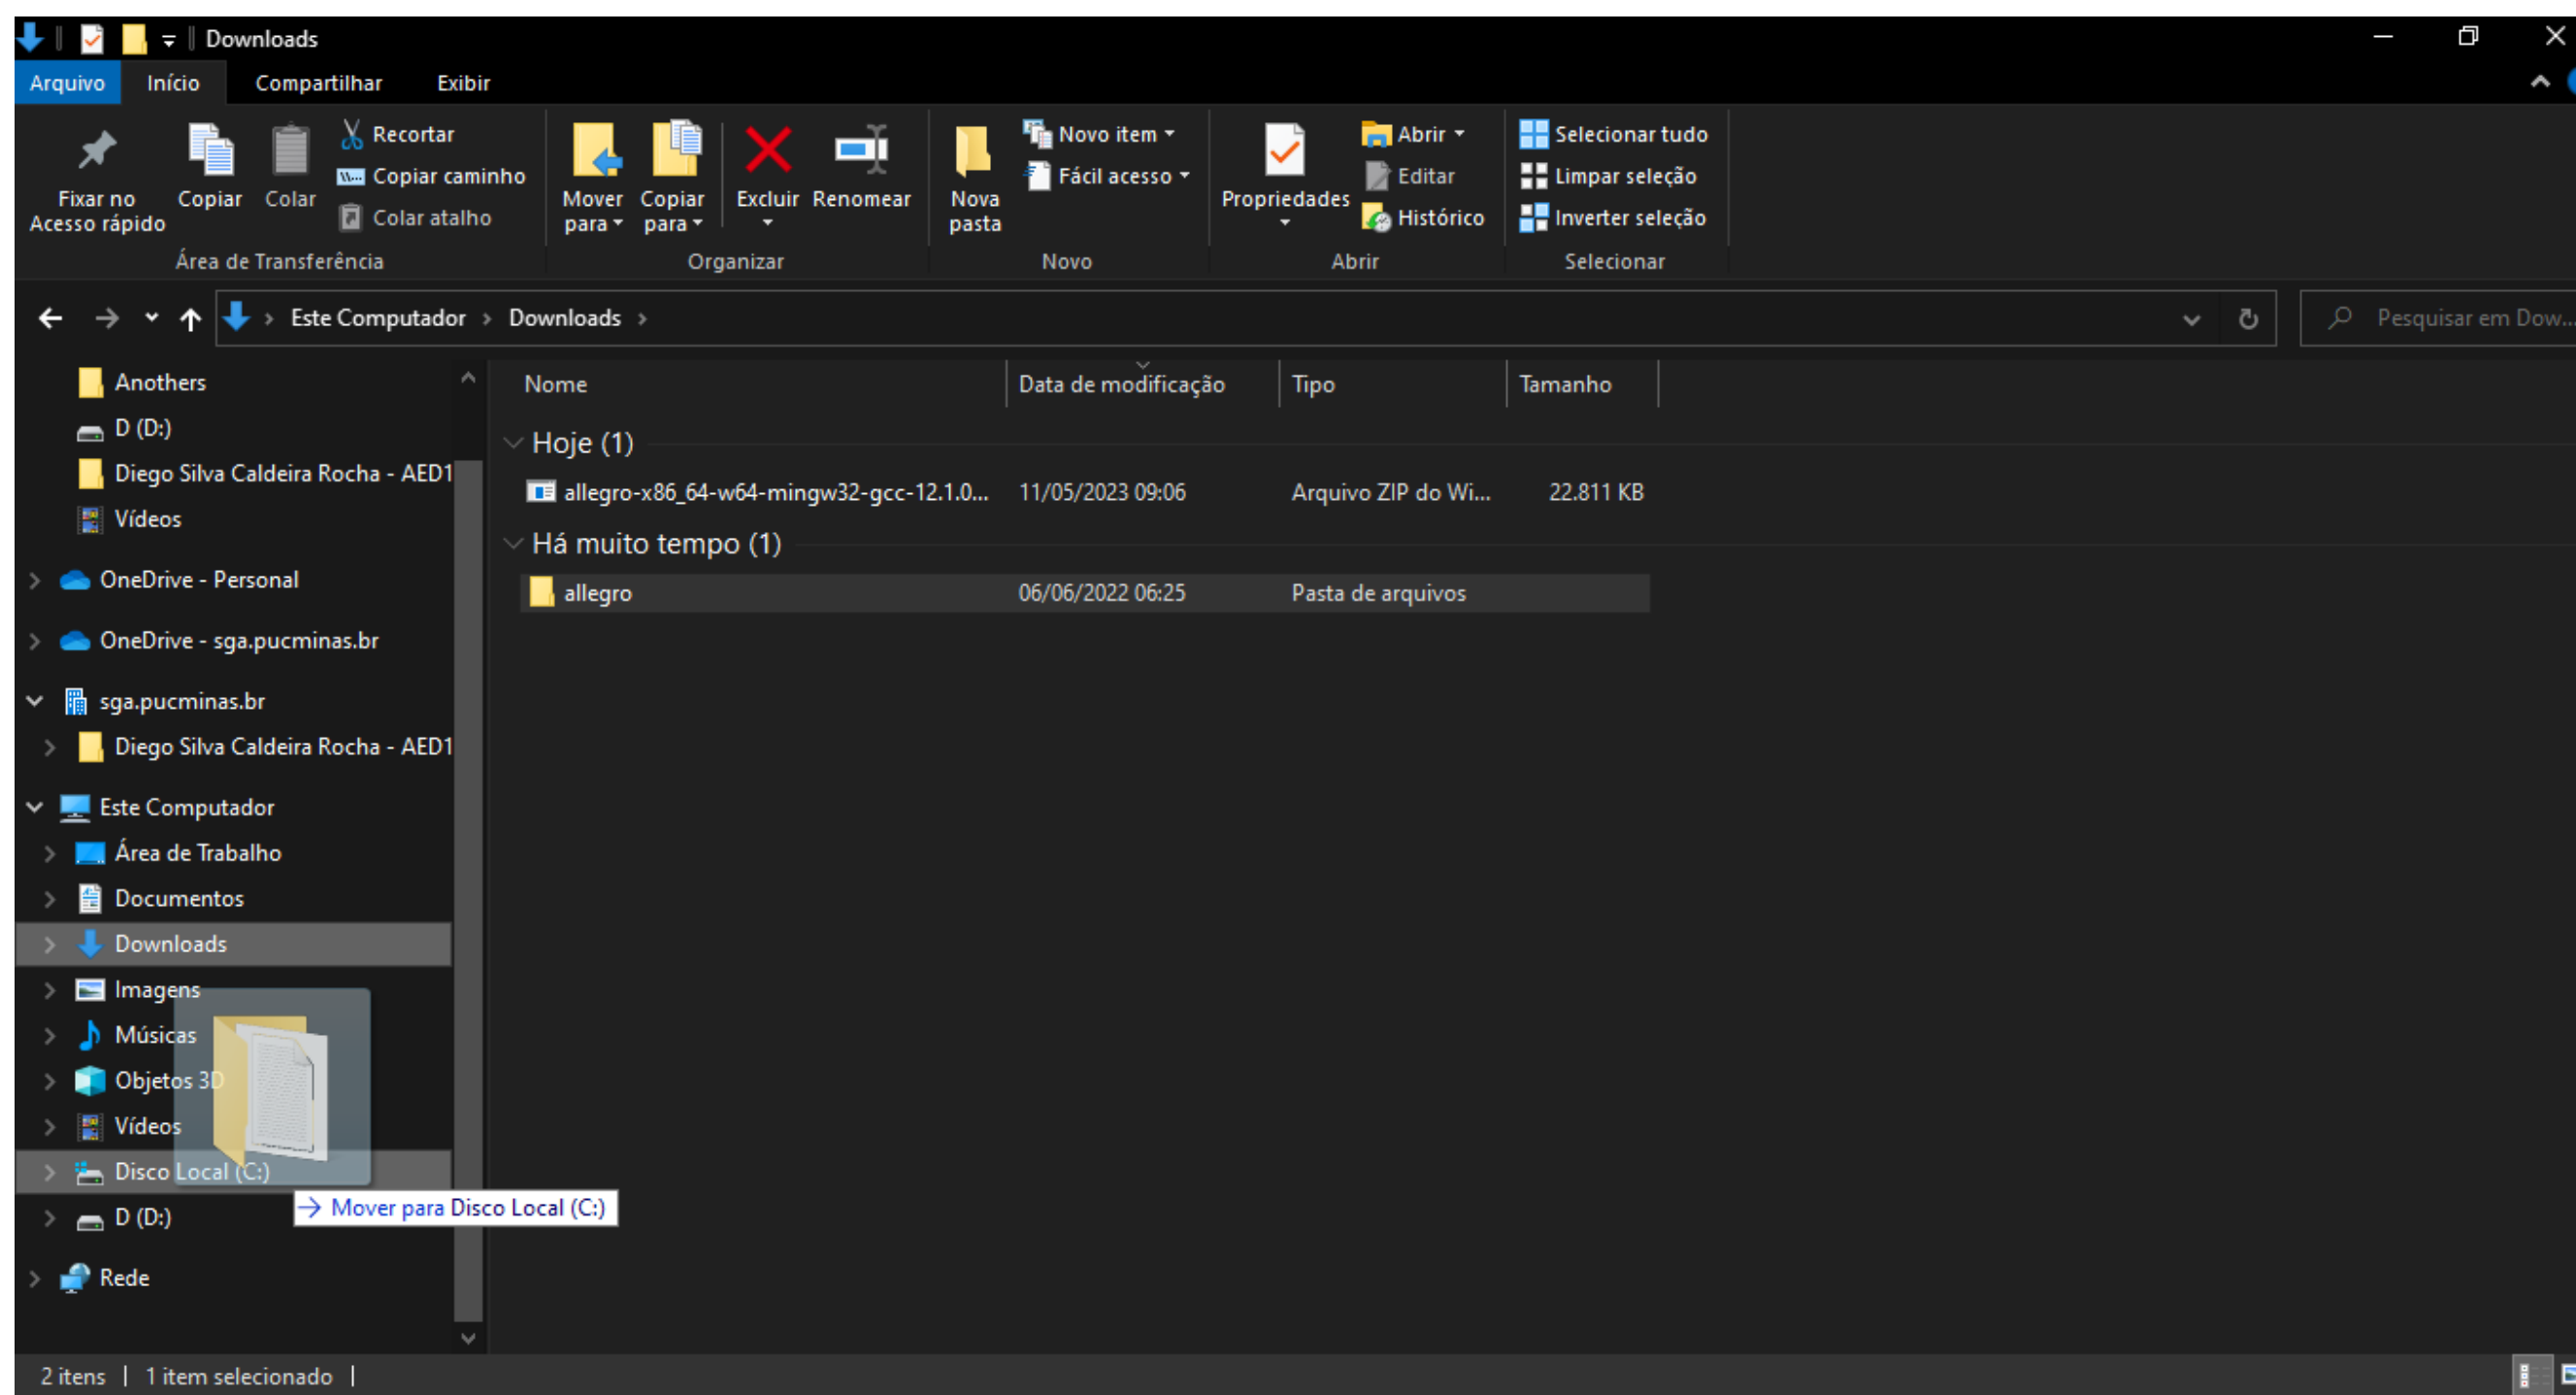 Downloads
Arquivo Início Compartilhar Exibir
Fixar no
Acesso rápido
Copiar
Colar
Recortar
Copiar caminho
Colar atalho
Área de Transferência
Mover
para
Copiar
para
Excluir
Renomear
Organizar
Nova
pasta
Novo item
Fácil acesso
Novo
Propriedades
Abrir
Editar
Histórico
Abrir
Selecionar tudo
Limpar seleção
Inverter seleção
Selecionar
Este Computador > Downloads >
Pesquisar em Dow...
Anothers
D (D:)
Diego Silva Caldeira Rocha - AED1
Vídeos
OneDrive - Personal
OneDrive - sga.pucminas.br
sga.pucminas.br
Diego Silva Caldeira Rocha - AED1
Este Computador
Área de Trabalho
Documentos
Downloads
Imagens
Músicas
Objetos 3D
Vídeos
Disco Local (C:)
D (D:)
Rede
Nome Data de modificação Tipo Tamanho
Hoje (1)
allegro-x86_64-w64-mingw32-gcc-12.1.0... 11/05/2023 09:06 Arquivo ZIP do Wi... 22.811 KB
Há muito tempo (1)
allegro 06/06/2022 06:25 Pasta de arquivos
Mover para Disco Local (C:)
2 itens 1 item selecionado